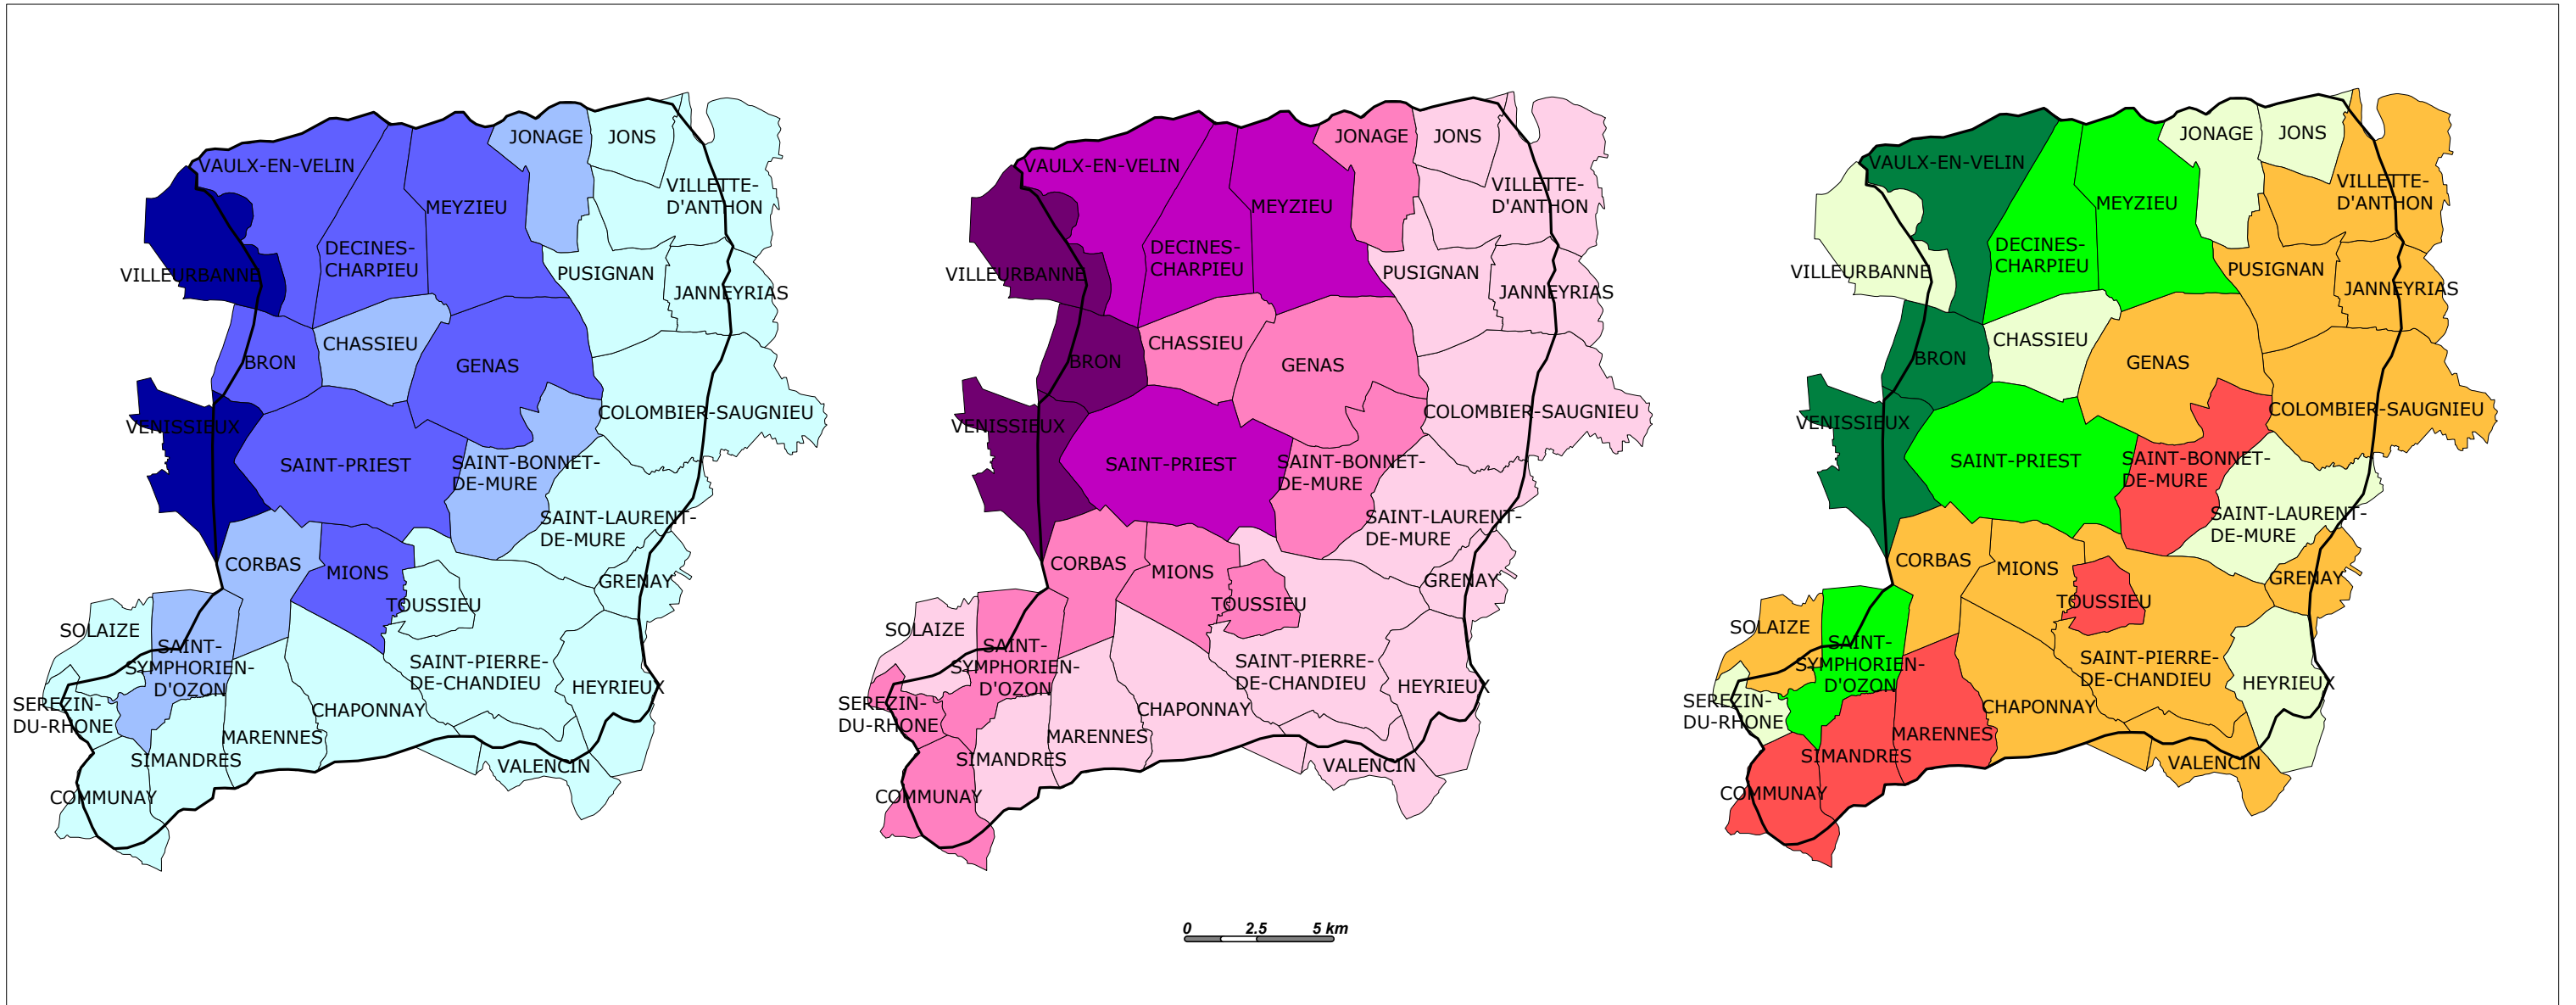 JONAGE
JONS
VAULX-EN-VELIN
VILLETTE-
D'ANTHON
MEYZIEU
DECINES-
CHARPIEU
VILLEURBANNE
PUSIGNAN
JANNEYRIAS
CHASSIEU
BRON
GENAS
COLOMBIER-SAUGNIEU
VENISSIEUX
SAINT-PRIEST
SAINT-BONNET-
DE-MURE
SAINT-LAURENT-
DE-MURE
CORBAS
MIONS
GRENAY
TOUSSIEU
SOLAIZE
SAINT-
SYMPHORIEN-
D'OZON
SAINT-PIERRE-
DE-CHANDIEU
HEYRIEUX
SEREZIN-
DU-RHONE
CHAPONNAY
MARENNES
SIMANDRES
VALENCIN
COMMUNAY
JONAGE
JONS
VAULX-EN-VELIN
VILLETTE-
D'ANTHON
MEYZIEU
DECINES-
CHARPIEU
VILLEURBANNE
PUSIGNAN
JANNEYRIAS
CHASSIEU
BRON
GENAS
COLOMBIER-SAUGNIEU
VENISSIEUX
SAINT-PRIEST
SAINT-BONNET-
DE-MURE
SAINT-LAURENT-
DE-MURE
CORBAS
MIONS
GRENAY
TOUSSIEU
SOLAIZE
SAINT-
SYMPHORIEN-
D'OZON
SAINT-PIERRE-
DE-CHANDIEU
HEYRIEUX
SEREZIN-
DU-RHONE
CHAPONNAY
MARENNES
SIMANDRES
VALENCIN
COMMUNAY
JONAGE
JONS
VAULX-EN-VELIN
VILLETTE-
D'ANTHON
MEYZIEU
DECINES-
CHARPIEU
VILLEURBANNE
PUSIGNAN
JANNEYRIAS
CHASSIEU
BRON
GENAS
COLOMBIER-SAUGNIEU
VENISSIEUX
SAINT-PRIEST
SAINT-BONNET-
DE-MURE
SAINT-LAURENT-
DE-MURE
CORBAS
MIONS
GRENAY
TOUSSIEU
SOLAIZE
SAINT-
SYMPHORIEN-
D'OZON
SAINT-PIERRE-
DE-CHANDIEU
HEYRIEUX
SEREZIN-
DU-RHONE
CHAPONNAY
MARENNES
SIMANDRES
VALENCIN
COMMUNAY
0 2.5 5 km